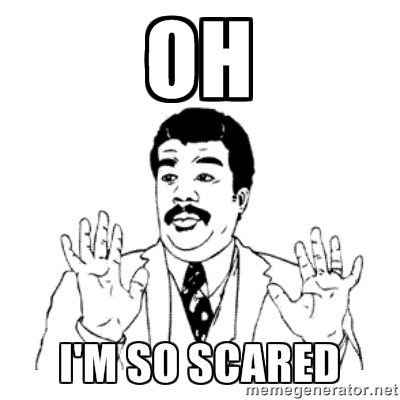 OH
I'M SO SCARED
memegenerator.net